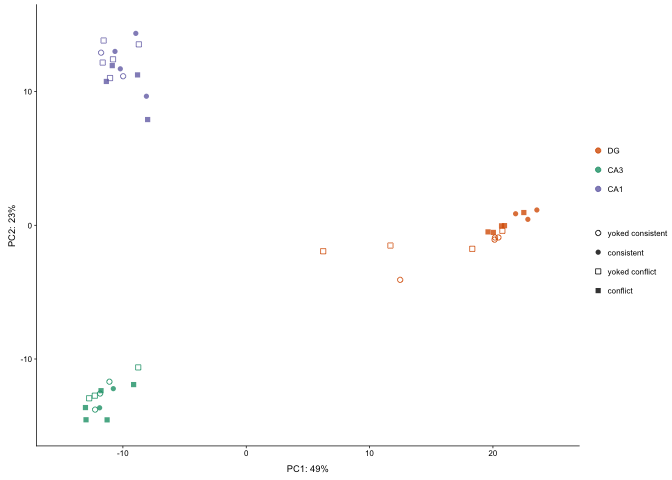 10
0
-10
PC2: 23%
-10
0
10
20
PC1: 49%
DG
CA3
CA1
yoked consistent
consistent
yoked conflict
conflict